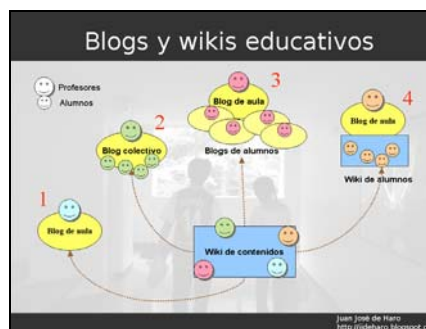 Blogs y wikis educativos
Profesores
Alumnos
3
Blog de aula
Blogs de alumnos
2
Blog colectivo
4
Blog de aula
Wiki de alumnos
1
Blog de aula
Wiki de contenidos
Juan José de Haro
http://jjdeharo.blogspot.c